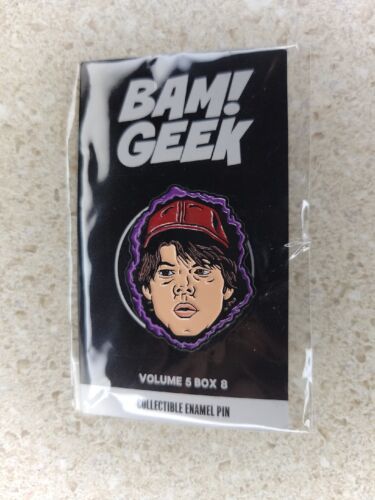 BAM!
GEEK
VOLUME 5 BOX 8
COLLECTIBLE ENAMEL PIN